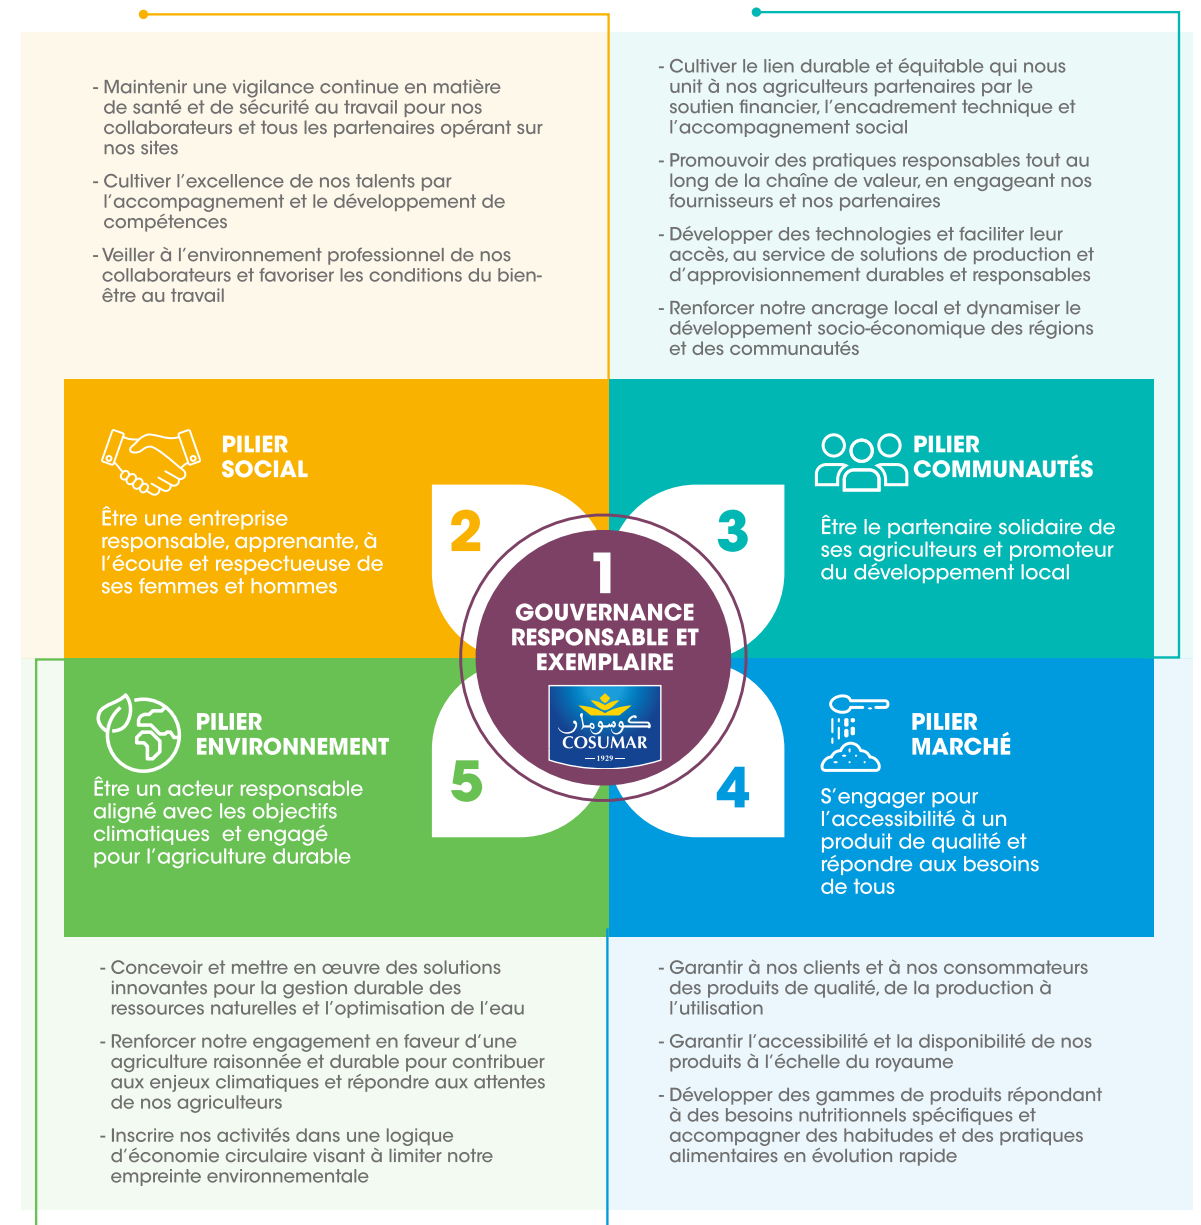 - Maintenir une vigilance continue en matière
de santé et de sécurité au travail pour nos
collaborateurs et tous les partenaires opérant sur
nos sites
- Cultiver l’excellence de nos talents par
l’accompagnement et le développement de
compétences
- Veiller à l’environnement professionnel de nos
collaborateurs et favoriser les conditions du bien-
être au travail
- Cultiver le lien durable et équitable qui nous
unit à nos agriculteurs partenaires par le
soutien financier, l’encadrement technique et
l’accompagnement social
- Promouvoir des pratiques responsables tout au
long de la chaîne de valeur, en engageant nos
fournisseurs et nos partenaires
- Développer des technologies et faciliter leur
accès, au service de solutions de production et
d’approvisionnement durables et responsables
- Renforcer notre ancrage local et dynamiser le
développement socio-économique des régions
et des communautés
PILIER
SOCIAL
Être une entreprise
responsable, apprenante, à
l’écoute et respectueuse de
ses femmes et hommes
2
PILIER
COMMUNAUTÉS
Être le partenaire solidaire de
ses agriculteurs et promoteur
du développement local
3
1
GOUVERNANCE
RESPONSABLE ET
EXEMPLAIRE
كوسومار
COSUMAR
— 1929 —
PILIER
ENVIRONNEMENT
Être un acteur responsable
aligné avec les objectifs
climatiques et engagé
pour l’agriculture durable
5
PILIER
MARCHÉ
S’engager pour
l’accessibilité à un
produit de qualité et
répondre aux besoins
de tous
4
- Concevoir et mettre en œuvre des solutions
innovantes pour la gestion durable des
ressources naturelles et l’optimisation de l’eau
- Renforcer notre engagement en faveur d’une
agriculture raisonnée et durable pour contribuer
aux enjeux climatiques et répondre aux attentes
de nos agriculteurs
- Inscrire nos activités dans une logique
d’économie circulaire visant à limiter notre
empreinte environnementale
- Garantir à nos clients et à nos consommateurs
des produits de qualité, de la production à
l’utilisation
- Garantir l’accessibilité et la disponibilité de nos
produits à l’échelle du royaume
- Développer des gammes de produits répondant
à des besoins nutritionnels spécifiques et
accompagner des habitudes et des pratiques
alimentaires en évolution rapide